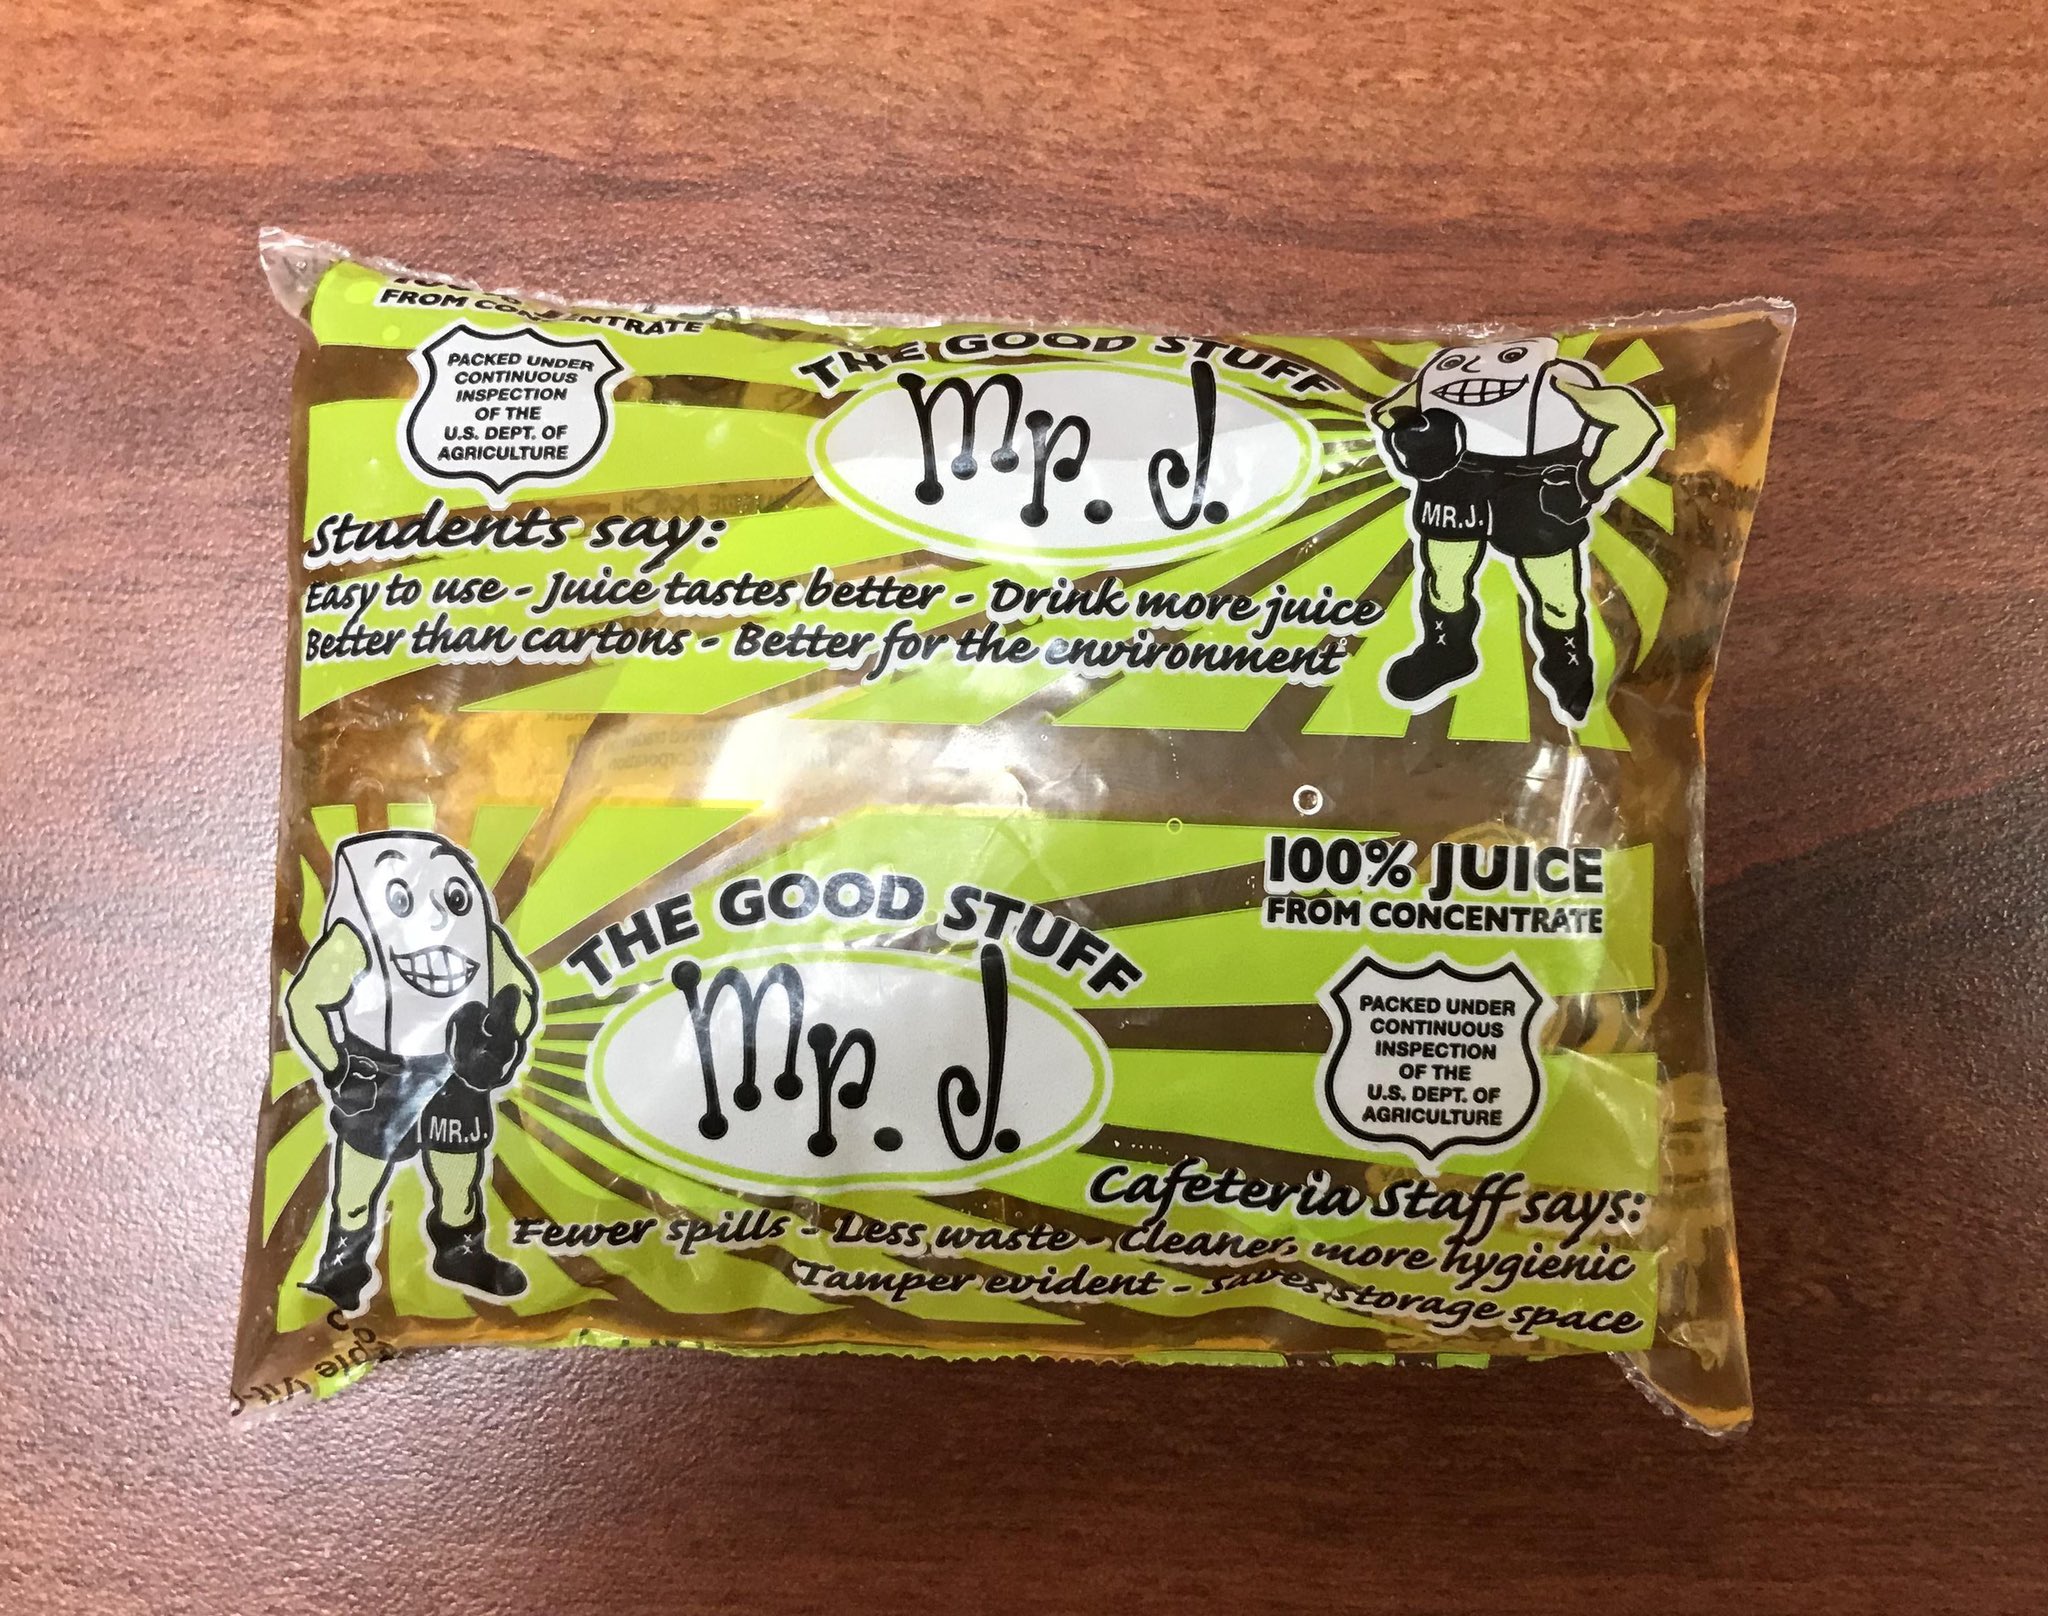 FROM CONCENTRATE
PACKED UNDER
CONTINUOUS
INSPECTION
OF THE
U.S. DEPT. OF
AGRICULTURE
THE GOOD STUFF
Mr. J.
MR.J.
Students say:
Easy to use - Juice tastes better - Drink more juice
Better than cartons - Better for the environment
100% JUICE
FROM CONCENTRATE
THE GOOD STUFF
Mr. J.
MR.J.
PACKED UNDER
CONTINUOUS
INSPECTION
OF THE
U.S. DEPT. OF
AGRICULTURE
Cafeteria Staff says:
Fewer spills - Less waste - Cleaner, more hygienic
Tamper evident - Saves storage space